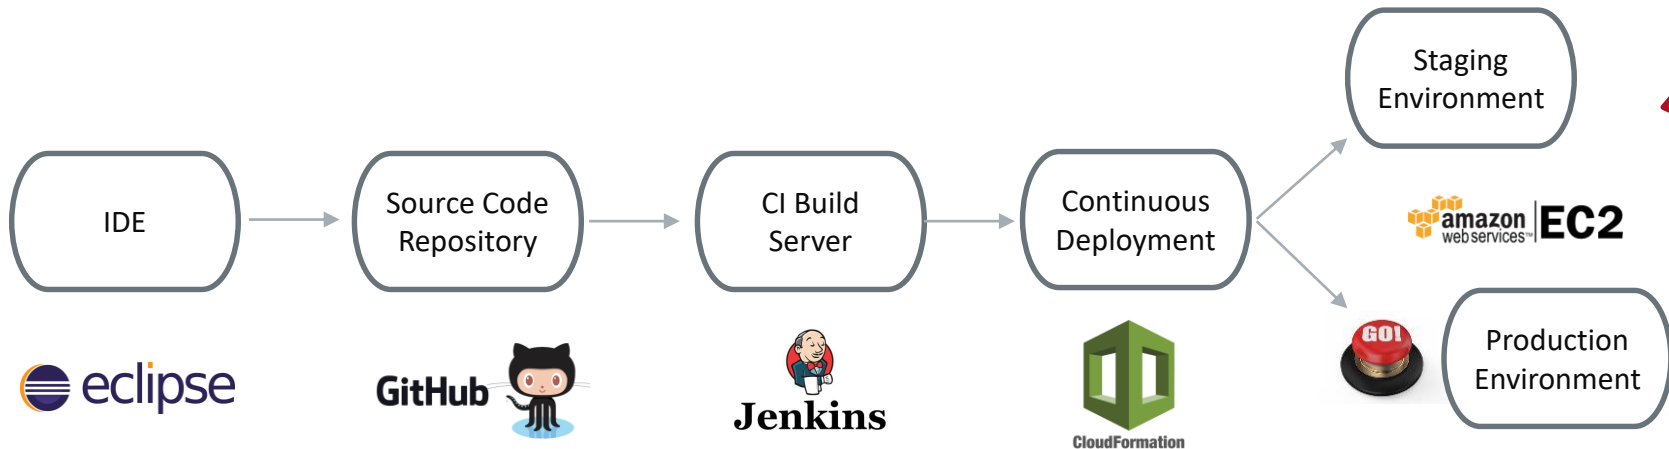 IDE
Source Code
Repository
CI Build
Server
Continuous
Deployment
Staging
Environment
amazon
web services™
EC2
GO!
Production
Environment
eclipse
GitHub
Jenkins
CloudFormation